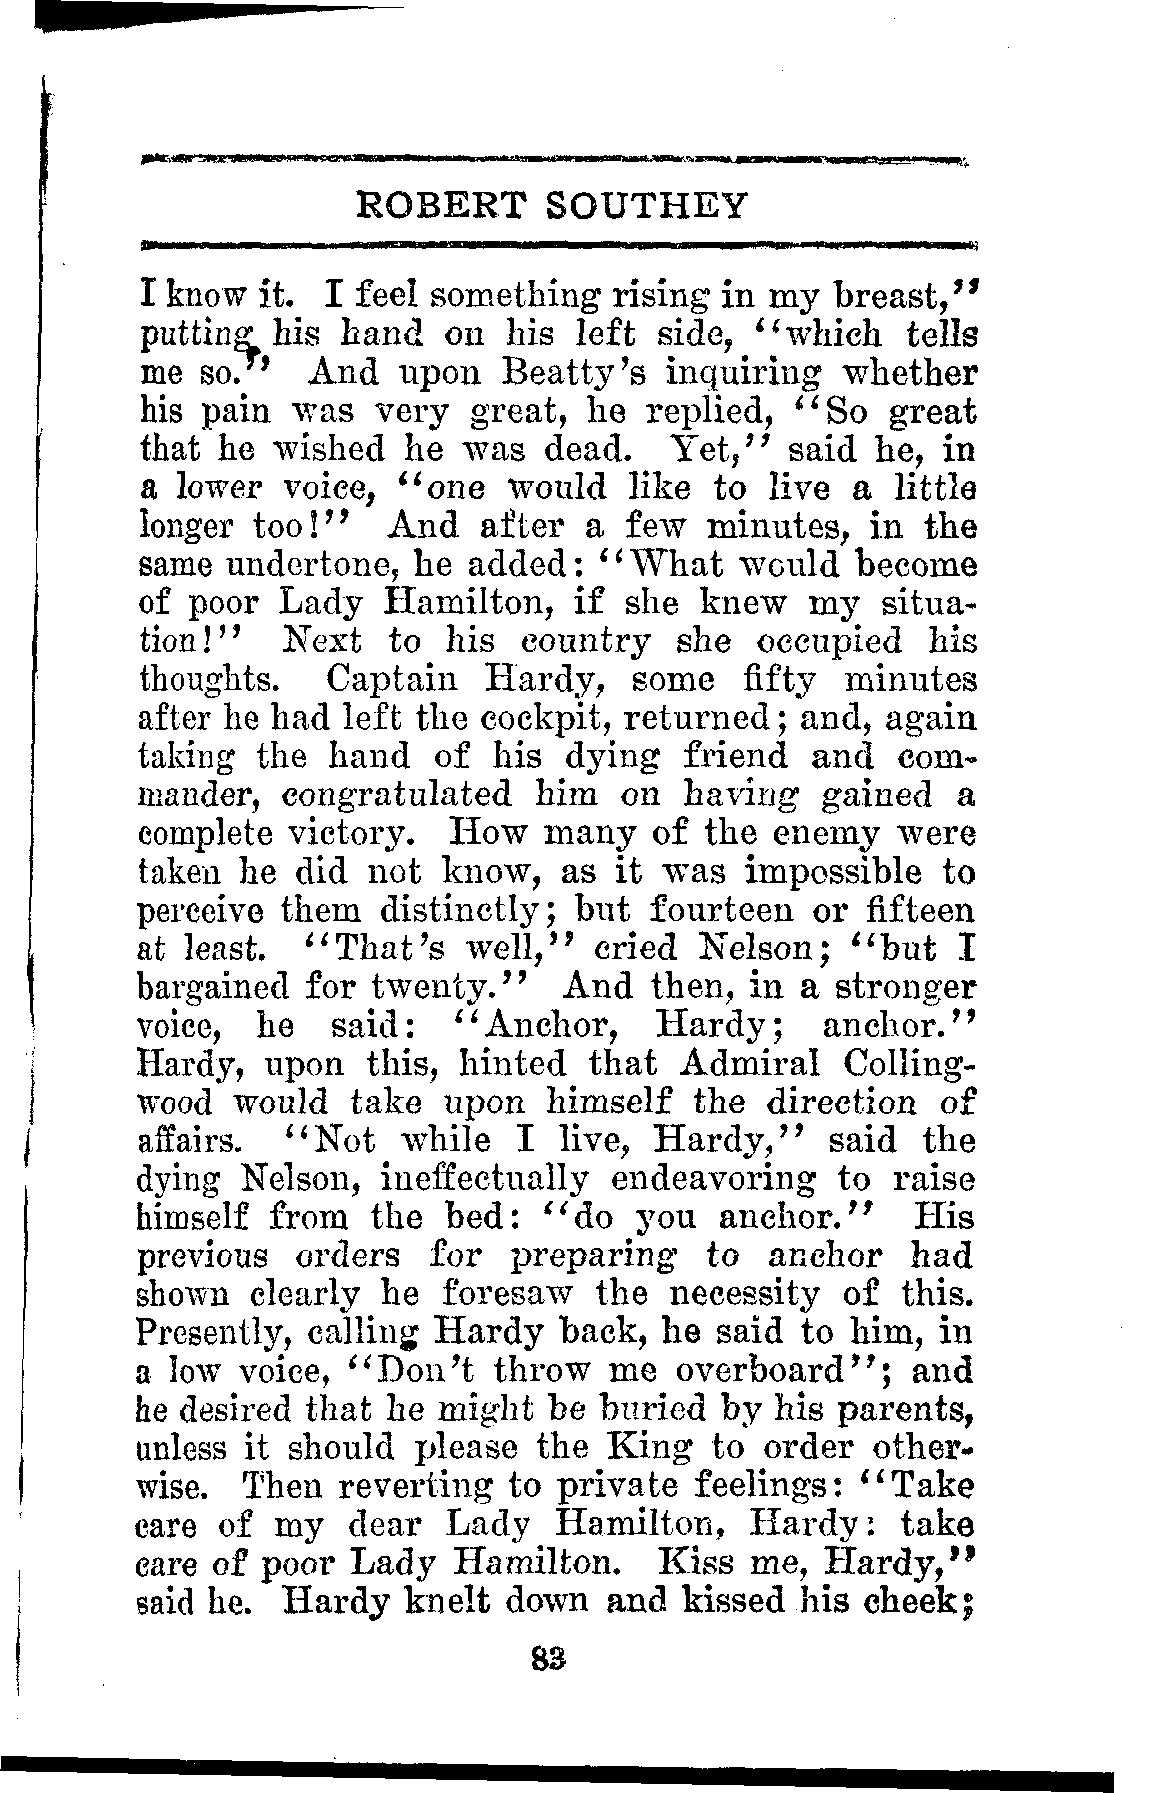 ROBERT SOUTHEY
I know it. I feel something rising in my breast,"
putting his hand on his left side, "which tells
me so." And upon Beatty's inquiring whether
his pain was very great, he replied, "So great
that he wished he was dead. Yet," said he, in
a lower voice, "one would like to live a little
longer too!" And after a few minutes, in the
same undertone, he added: "What would become
of poor Lady Hamilton, if she knew my situa-
tion!" Next to his country she occupied his
thoughts. Captain Hardy, some fifty minutes
after he had left the cockpit, returned; and, again
taking the hand of his dying friend and com-
mander, congratulated him on having gained a
complete victory. How many of the enemy were
taken he did not know, as it was impossible to
perceive them distinctly; but fourteen or fifteen
at least. "That's well," cried Nelson; "but I
bargained for twenty." And then, in a stronger
voice, he said: "Anchor, Hardy; anchor."
Hardy, upon this, hinted that Admiral Colling-
wood would take upon himself the direction of
affairs. "Not while I live, Hardy," said the
dying Nelson, ineffectually endeavoring to raise
himself from the bed: "do you anchor." His
previous orders for preparing to anchor had
shown clearly he foresaw the necessity of this.
Presently, calling Hardy back, he said to him, in
a low voice, "Don't throw me overboard"; and
he desired that he might be buried by his parents,
unless it should please the King to order other-
wise. Then reverting to private feelings: "Take
care of my dear Lady Hamilton, Hardy: take
care of poor Lady Hamilton. Kiss me, Hardy,"
said he. Hardy knelt down and kissed his cheek;
83